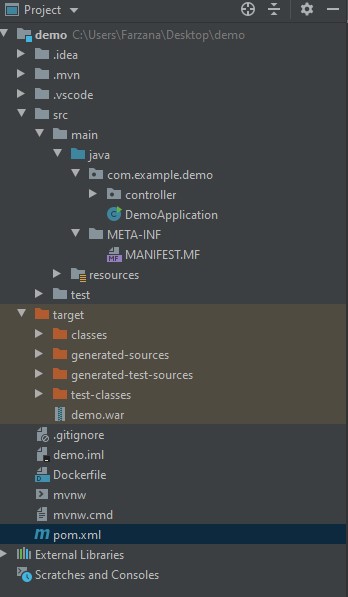 Project
demo C:\Users\Farzana\Desktop\demo
.idea
.mvn
.vscode
src
main
java
com.example.demo
controller
DemoApplication
META-INF
MF MANIFEST.MF
resources
test
target
classes
generated-sources
generated-test-sources
test-classes
demo.war
.gitignore
demo.iml
Dockerfile
mvnw
mvnw.cmd
m pom.xml
External Libraries
Scratches and Consoles